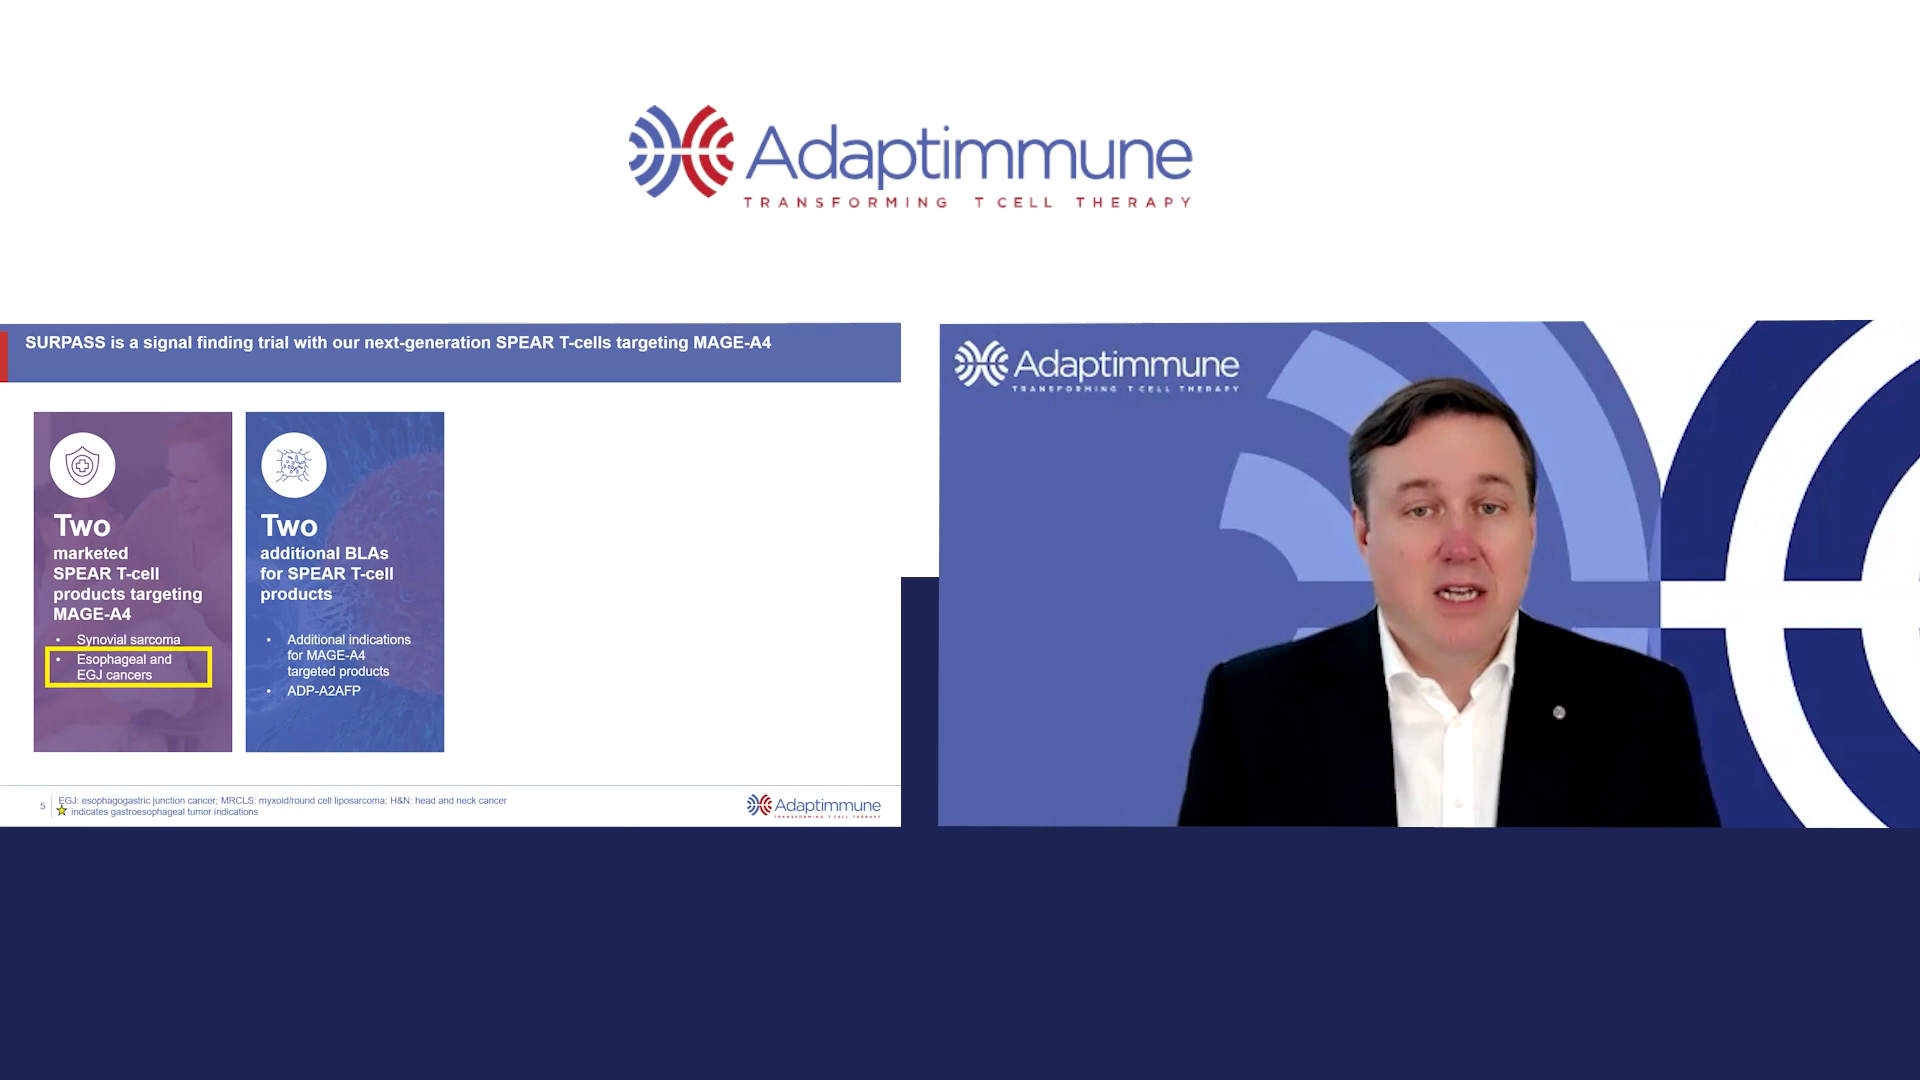 Adaptimmune
TRANSFORMING T CELL THERAPY
SURPASS is a signal finding trial with our next-generation SPEAR T-cells targeting MAGE-A4
Two
marketed
SPEAR T-cell
products targeting
MAGE-A4
• Synovial sarcoma
• Esophageal and
EGJ cancers
Two
additional BLAs
for SPEAR T-cell
products
• Additional indications
for MAGE-A4
targeted products
• ADP-A2AFP
5
EGJ: esophagogastric junction cancer; MRCLS: myxoid/round cell liposarcoma; H&N: head and neck cancer
indicates gastroesophageal tumor indications
Adaptimmune
TRANSFORMING T CELL THERAPY
Adaptimmune
TRANSFORMING T CELL THERAPY